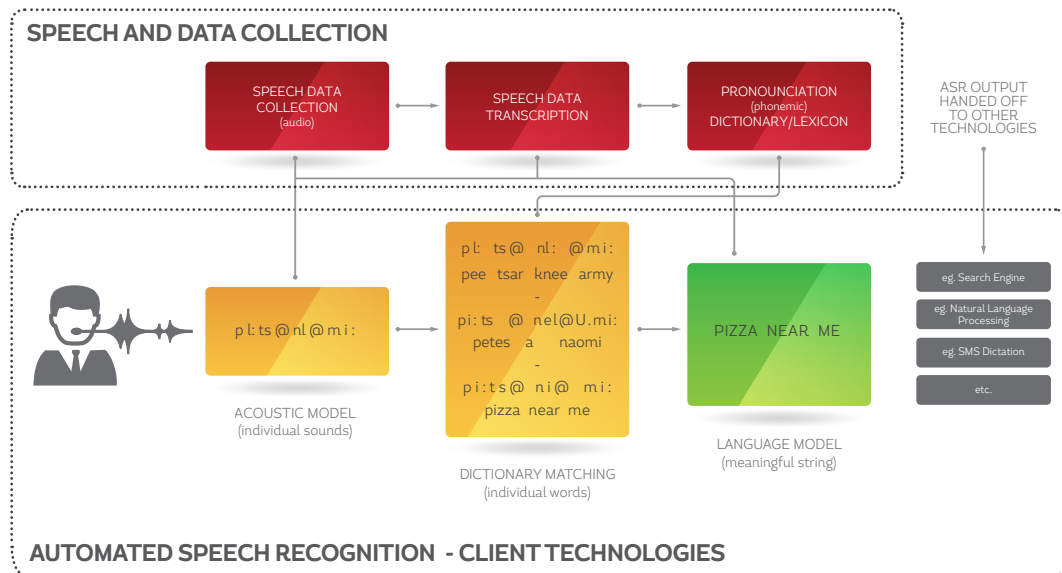 SPEECH AND DATA COLLECTION
SPEECH DATA
COLLECTION
(audio)
SPEECH DATA
TRANSCRIPTION
PRONOUNCIATION
(phonemic)
DICTIONARY/LEXICON
ASR OUTPUT
HANDED OFF
TO OTHER
TECHNOLOGIES
pl:ts@nl@mi:
ACOUSTIC MODEL
(individual sounds)
pl: ts@ nl: @mi:
pee tsar knee army
-
pi:ts @ nel@U.mi:
petes a naomi
-
pi:ts@ ni@ mi:
pizza near me
DICTIONARY MATCHING
(individual words)
PIZZA NEAR ME
LANGUAGE MODEL
(meaningful string)
eg. Search Engine
eg. Natural Language
Processing
eg. SMS Dictation
etc.
AUTOMATED SPEECH RECOGNITION - CLIENT TECHNOLOGIES